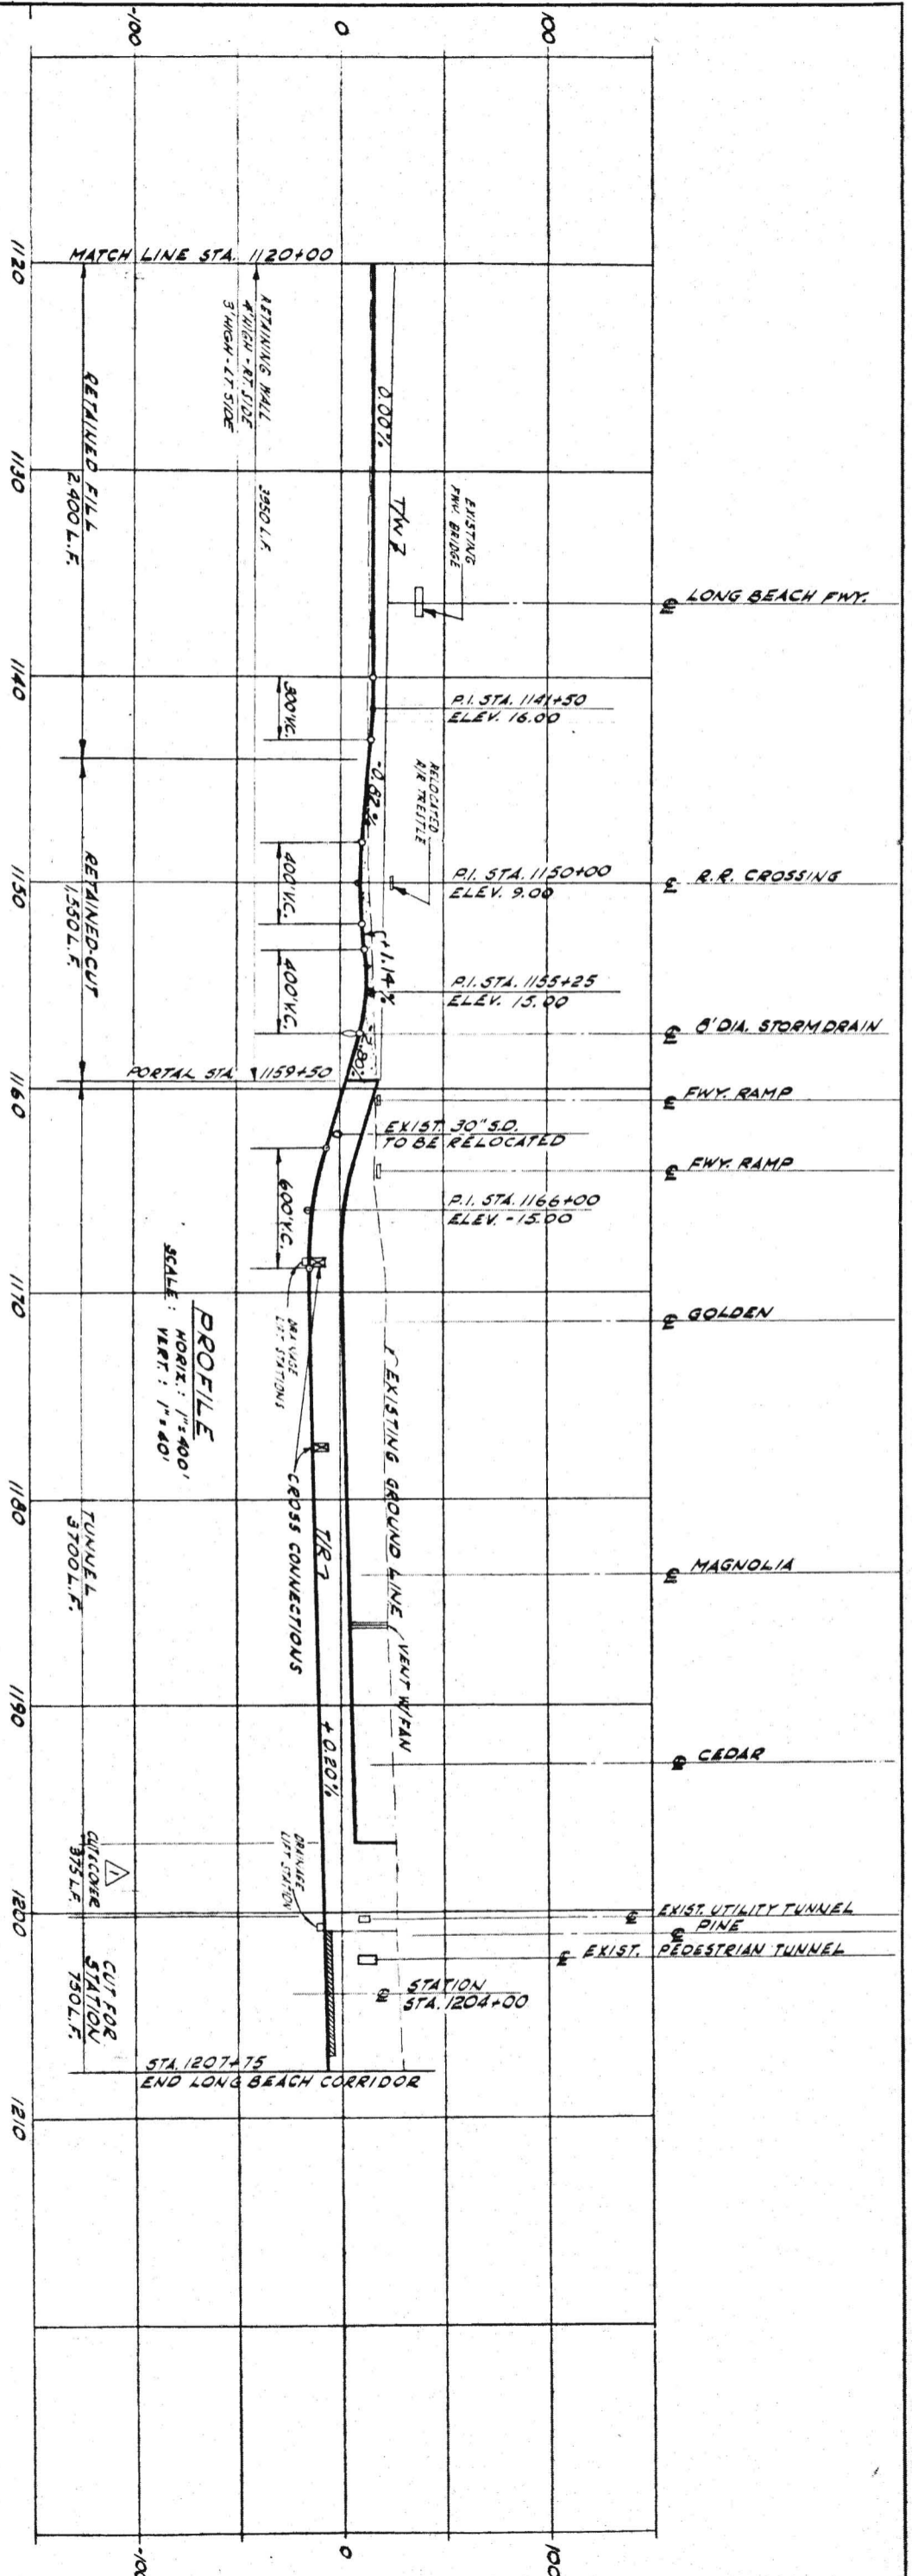 -100
0
100
MATCH LINE STA. 1120+00
1120
RETAINING WALL
4' HIGH - RT. SIDE
3' HIGH - LT. SIDE
RETAINED FILL
2,400 L.F.
3950 L.F.
0.00%
T/W
EXISTING
FWY. BRIDGE
1130
℄ LONG BEACH FWY.
1140
300' V.C.
P.I. STA. 1141+50
ELEV. 16.00
-0.82%
RELOCATED
R/R TRESTLE
400' V.C.
1150
P.I. STA. 1150+00
ELEV. 9.00
℄ R.R. CROSSING
RETAINED-CUT
1,550 L.F.
+1.14%
400' V.C.
P.I. STA. 1155+25
ELEV. 15.00
℄ 8' DIA. STORM DRAIN
-2.80%
PORTAL STA. 1159+50
1160
℄ FWY. RAMP
EXIST. 30" S.D.
TO BE RELOCATED
℄ FWY. RAMP
600' V.C.
P.I. STA. 1166+00
ELEV. -15.00
1170
℄ GOLDEN
PROFILE
SCALE: HORIZ.: 1"=400'
VERT.: 1"=40'
LIFT STATIONS
CROSS CONNECTIONS
EXISTING GROUND LINE
1180
T/R
TUNNEL
3700 L.F.
℄ MAGNOLIA
VENT W/FAN
1190
+0.20%
℄ CEDAR
DRAINAGE
LIFT STATION
1
CUT&COVER
375 L.F.
1200
℄ EXIST. UTILITY TUNNEL
℄ PINE
℄ EXIST. PEDESTRIAN TUNNEL
CUT FOR
STATION
750 L.F.
℄ STATION
STA. 1204+00
STA. 1207+75
END LONG BEACH CORRIDOR
1210
-100
0
100